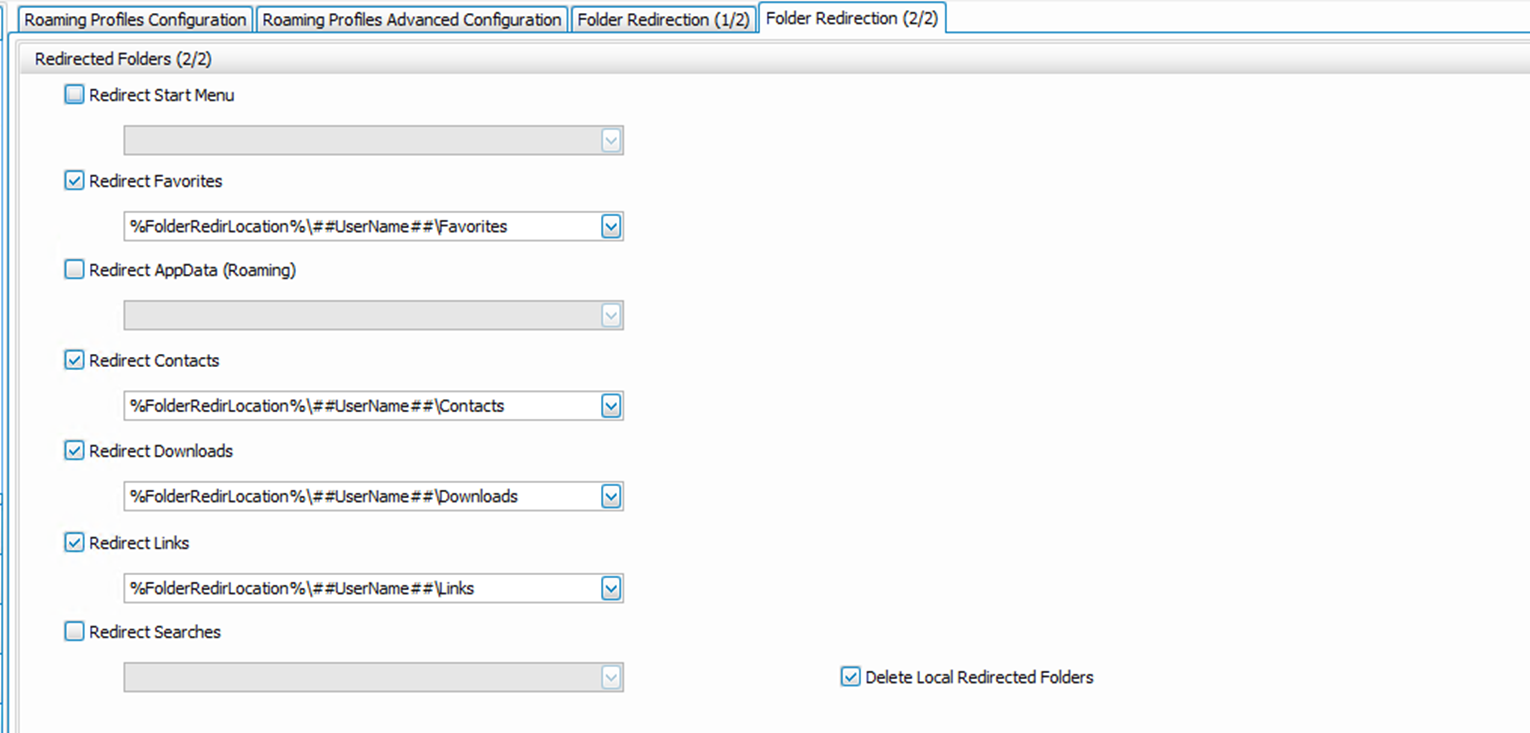 Roaming Profiles Configuration Roaming Profiles Advanced Configuration Folder Redirection (1/2) Folder Redirection (2/2)
Redirected Folders (2/2)
Redirect Start Menu
Redirect Favorites
%FolderRedirLocation%\##UserName##\Favorites
Redirect AppData (Roaming)
Redirect Contacts
%FolderRedirLocation%\##UserName##\Contacts
Redirect Downloads
%FolderRedirLocation%\##UserName##\Downloads
Redirect Links
%FolderRedirLocation%\##UserName##\Links
Redirect Searches
Delete Local Redirected Folders